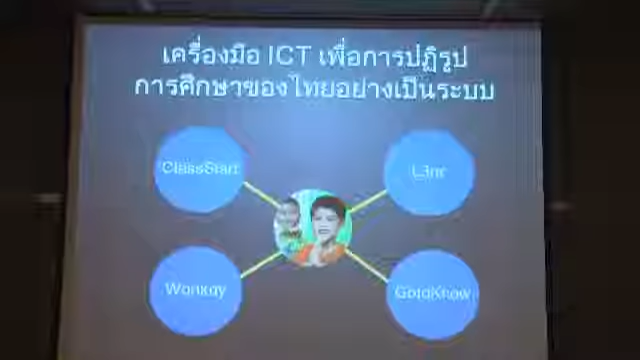 เครื่องมือ ICT เพื่อการปฏิรูป
การศึกษาของไทยอย่างเป็นระบบ
ClassStart
L3nr
Wonkdy
GotoKnow